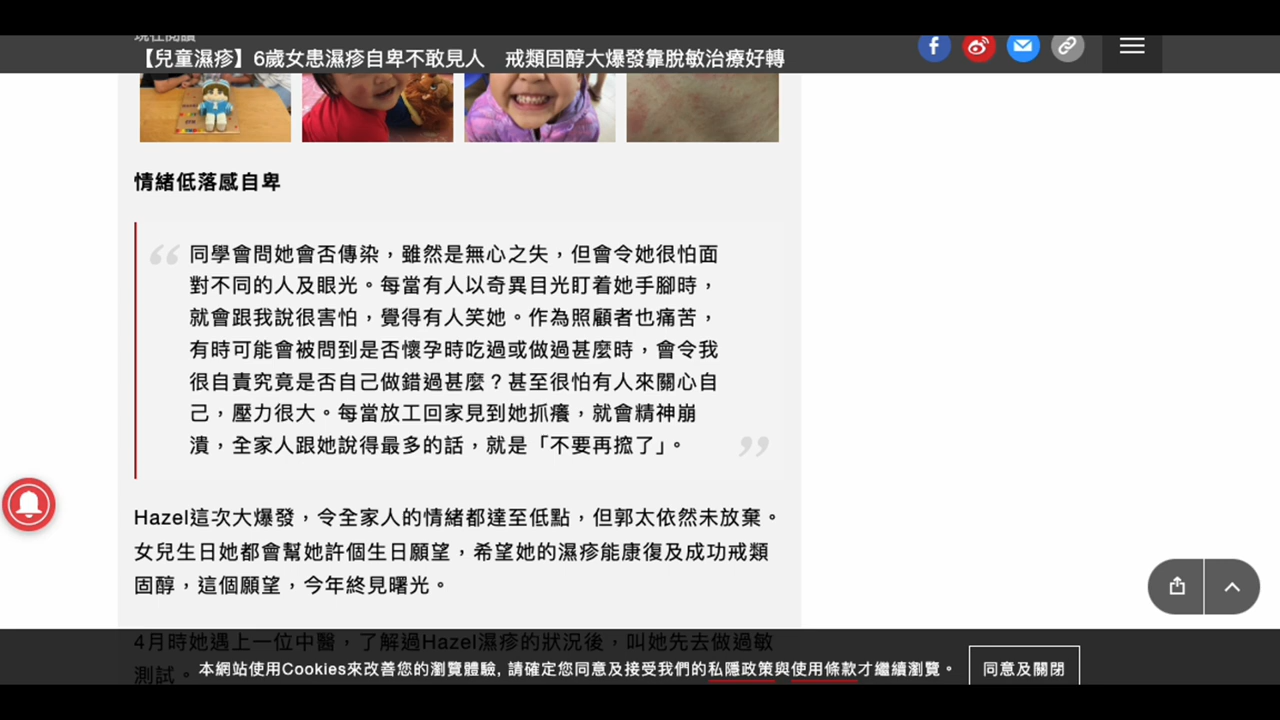 現在閱讀
【兒童濕疹】6歲女患濕疹自卑不敢見人　戒類固醇大爆發靠脫敏治療好轉
情緒低落感自卑
同學會問她會否傳染，雖然是無心之失，但會令她很怕面
對不同的人及眼光。每當有人以奇異目光盯着她手腳時，
就會跟我說很害怕，覺得有人笑她。作為照顧者也痛苦，
有時可能會被問到是否懷孕時吃過或做過甚麼時，會令我
很自責究竟是否自己做錯過甚麼？甚至很怕有人來關心自
己，壓力很大。每當放工回家見到她抓癢，就會精神崩
潰，全家人跟她說得最多的話，就是「不要再㨘了」。
Hazel這次大爆發，令全家人的情緒都達至低點，但郭太依然未放棄。
女兒生日她都會幫她許個生日願望，希望她的濕疹能康復及成功戒類
固醇，這個願望，今年終見曙光。
4月時她遇上一位中醫，了解過Hazel濕疹的狀況後，叫她先去做過敏
測試。
本網站使用Cookies來改善您的瀏覽體驗, 請確定您同意及接受我們的私隱政策與使用條款才繼續瀏覽。
同意及關閉